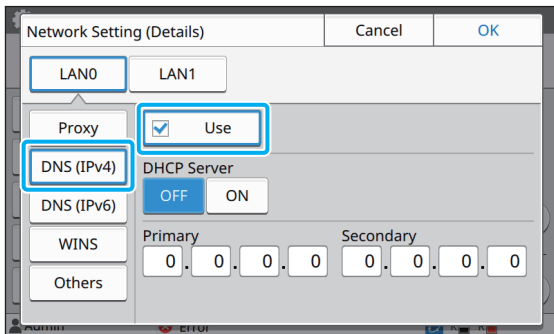 Network Setting (Details) Cancel OK
LAN0 LAN1
Proxy
Use
DNS (IPv4)
DHCP Server
OFF ON
DNS (IPv6)
WINS
Primary Secondary
0 . 0 . 0 . 0 0 . 0 . 0 . 0
Others
Admin Error